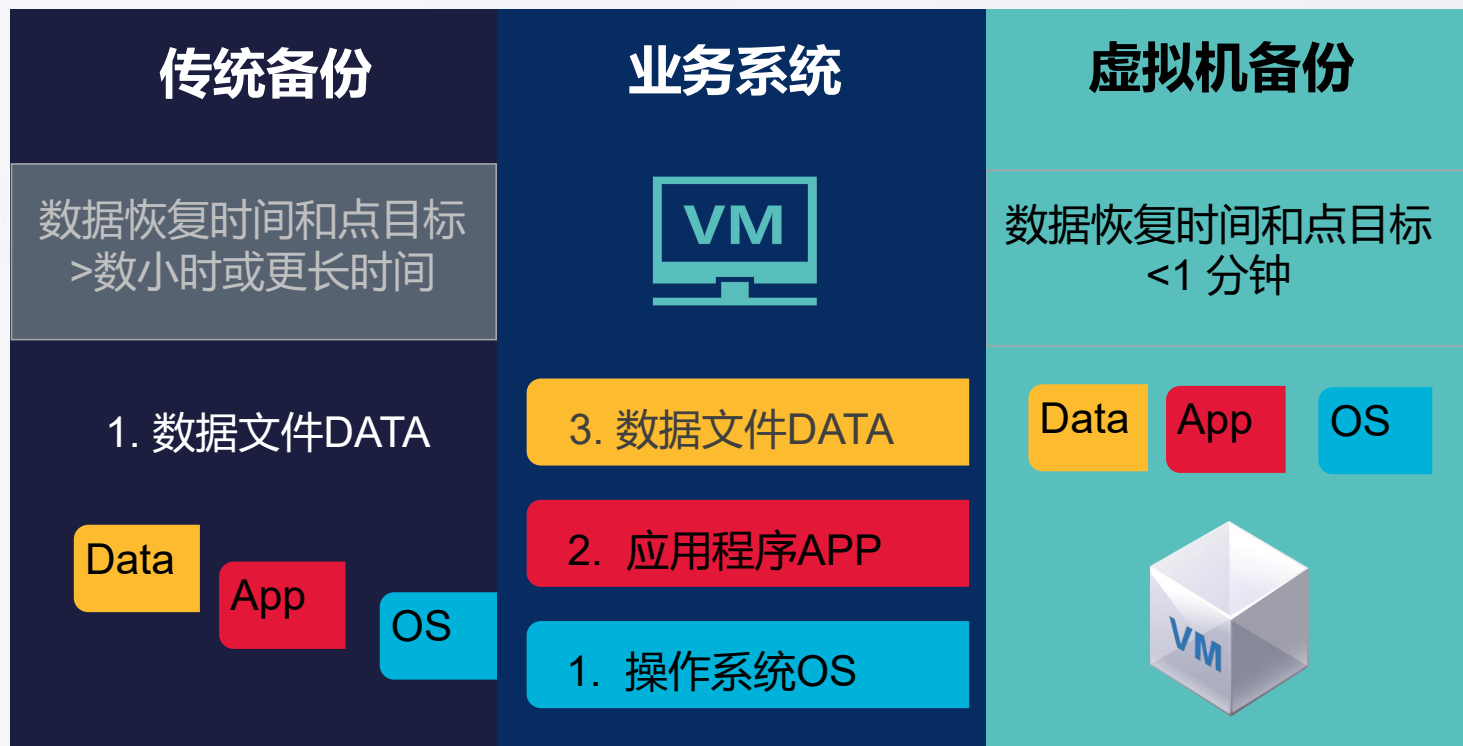 传统备份
数据恢复时间和点目标
>数小时或更长时间
1. 数据文件DATA
Data
App
OS
业务系统
VM
3. 数据文件DATA
2. 应用程序APP
1. 操作系统OS
虚拟机备份
数据恢复时间和点目标
<1 分钟
Data
App
OS
VM